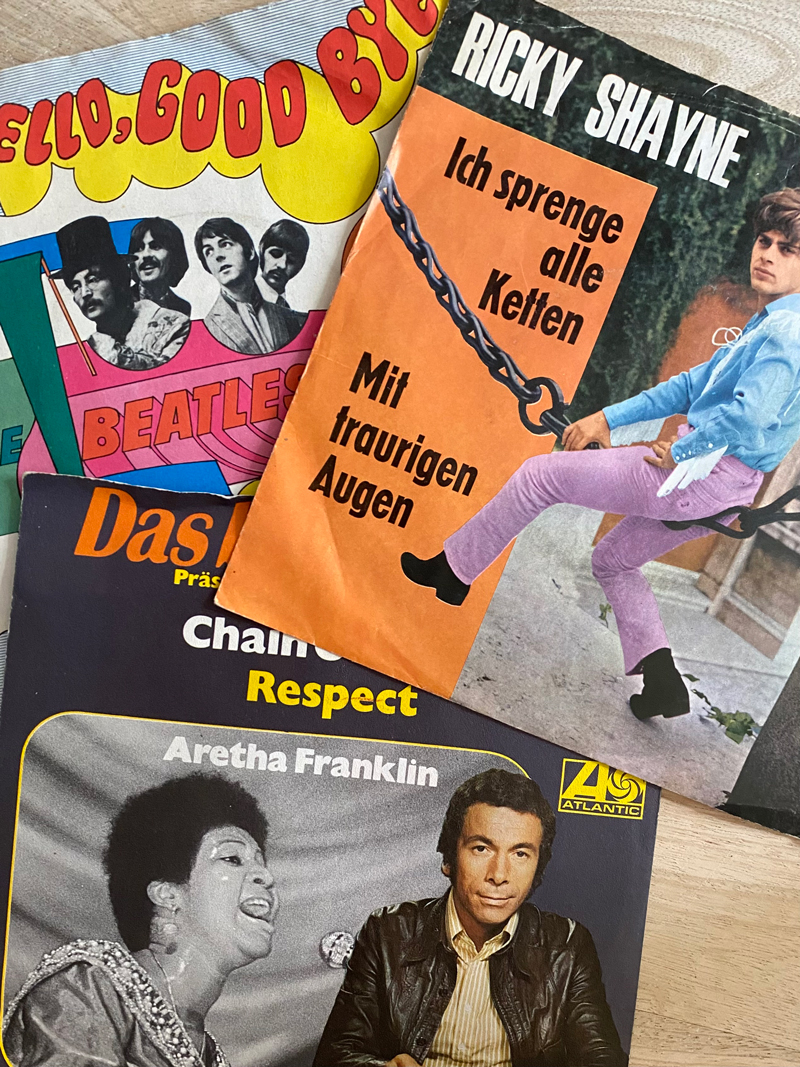 ELLO, GOOD BYE
BEATLES
RICKY SHAYNE
Ich sprenge
alle
Ketten
Mit
traurigen
Augen
Das
Präs
Chain
Respect
Aretha Franklin
ATLANTIC